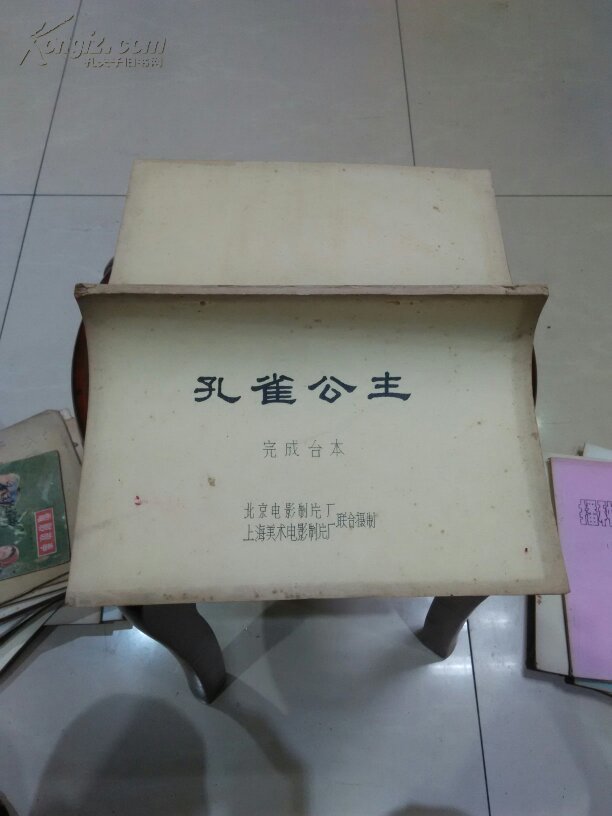 Kongfz.com
孔夫子旧书网
孔雀公主
完成台本
北京电影制片厂
上海美术电影制片厂
联合摄制